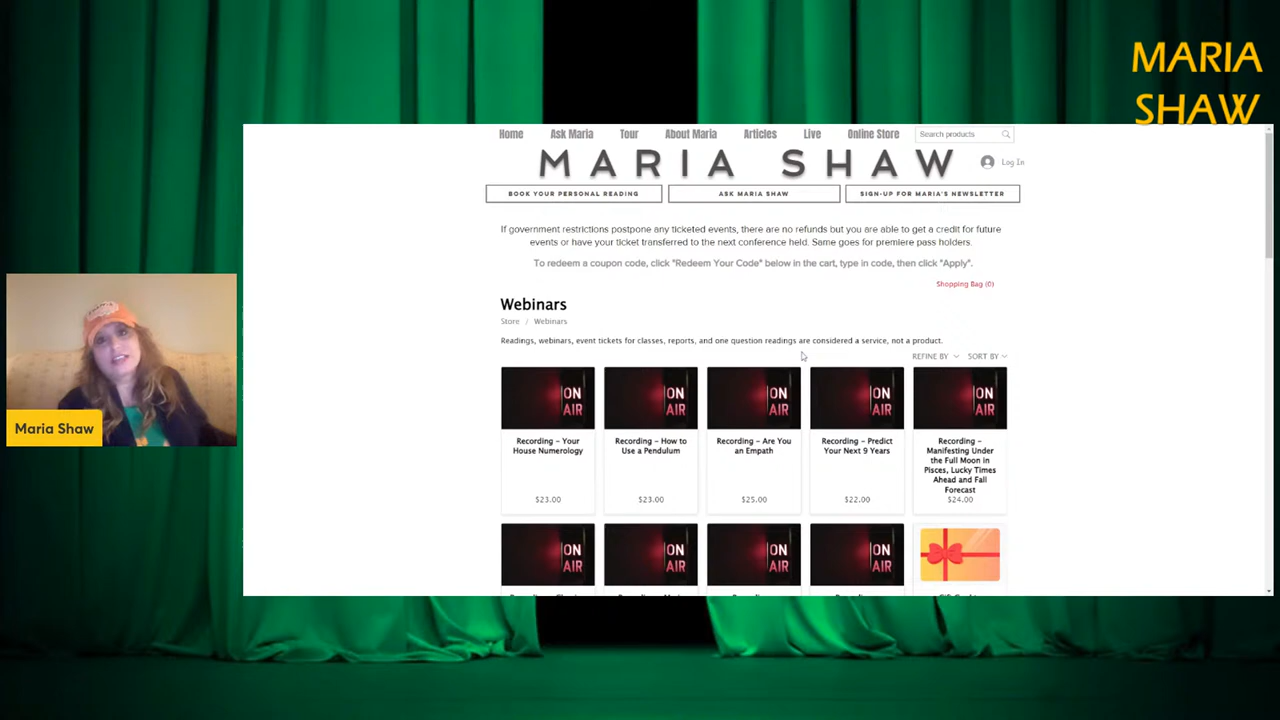 MARIA
SHAW
Home Ask Maria Tour About Maria Articles Live Online Store Search products
MARIA SHAW
Log In
BOOK YOUR PERSONAL READING ASK MARIA SHAW SIGN-UP FOR MARIA'S NEWSLETTER
If government restrictions postpone any ticketed events, there are no refunds but you are able to get a credit for future
events or have your ticket transferred to the next conference held. Same goes for premiere pass holders.
To redeem a coupon code, click "Redeem Your Code" below in the cart, type in code, then click "Apply".
Shopping Bag (0)
Webinars
Store / Webinars
Readings, webinars, event tickets for classes, reports, and one question readings are considered a service, not a product.
REFINE BY SORT BY
ON AIR
ON AIR
ON AIR
ON AIR
ON AIR
Recording - Your
House Numerology
$23.00
Recording - How to
Use a Pendulum
$23.00
Recording - Are You
an Empath
$25.00
Recording - Predict
Your Next 9 Years
$22.00
Recording -
Manifesting Under
the Full Moon in
Pisces, Lucky Times
Ahead and Fall
Forecast
$24.00
ON AIR
ON AIR
ON AIR
ON AIR
Maria Shaw